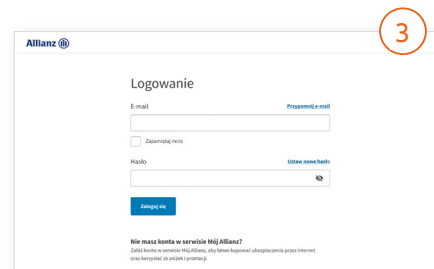 3
Allianz
Logowanie
E-mail Przypomnij e-mail
Zapamiętaj mnie
Hasło Ustaw nowe hasło
Zaloguj się
Nie masz konta w serwisie Mój Allianz?
Załóż konto w serwisie Mój Allianz, aby łatwo kupować ubezpieczenia przez internet
oraz korzystać ze zniżek i promocji.